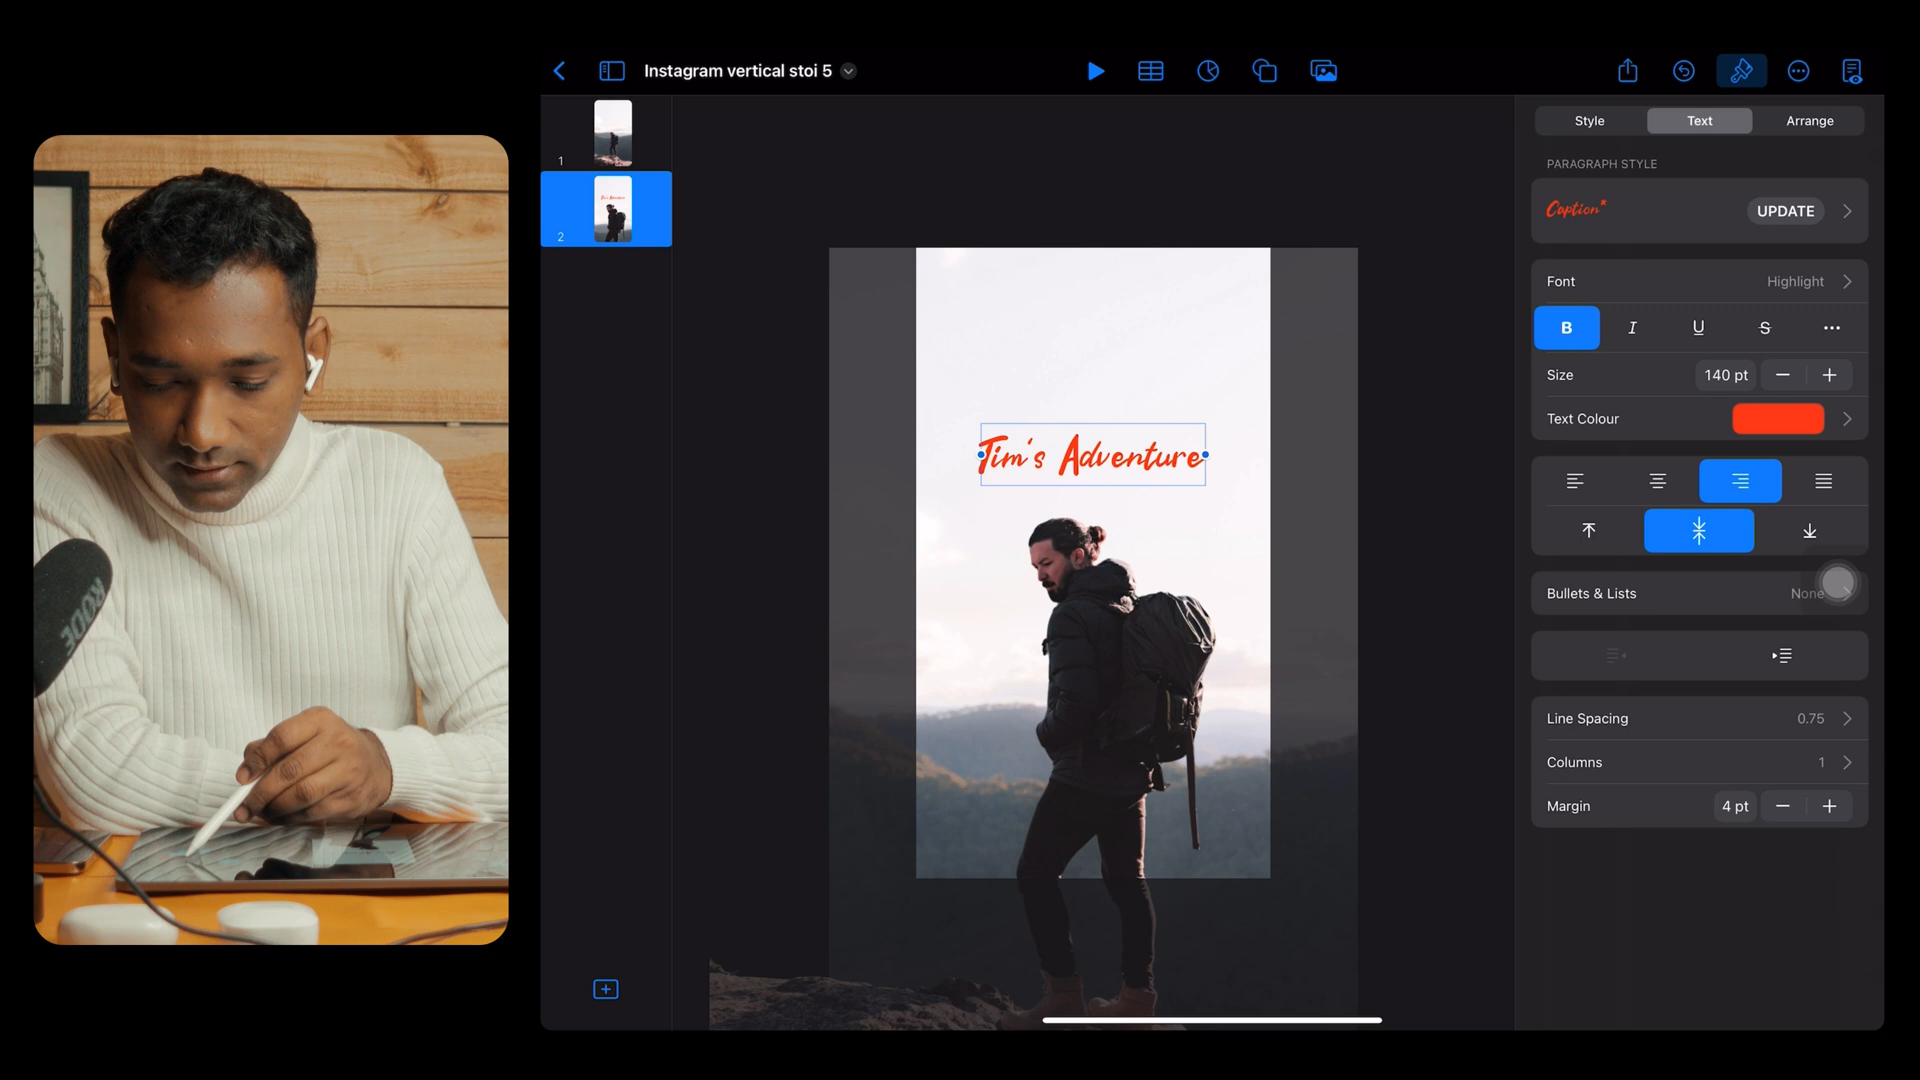 Instagram vertical stoi 5
1
2
Tim's Adventure
RODE
Style
Text
Arrange
PARAGRAPH STYLE
Caption*
UPDATE
Font
Highlight
B
I
U
S
Size
140 pt
Text Colour
Bullets & Lists
None
Line Spacing
0.75
Columns
1
Margin
4 pt